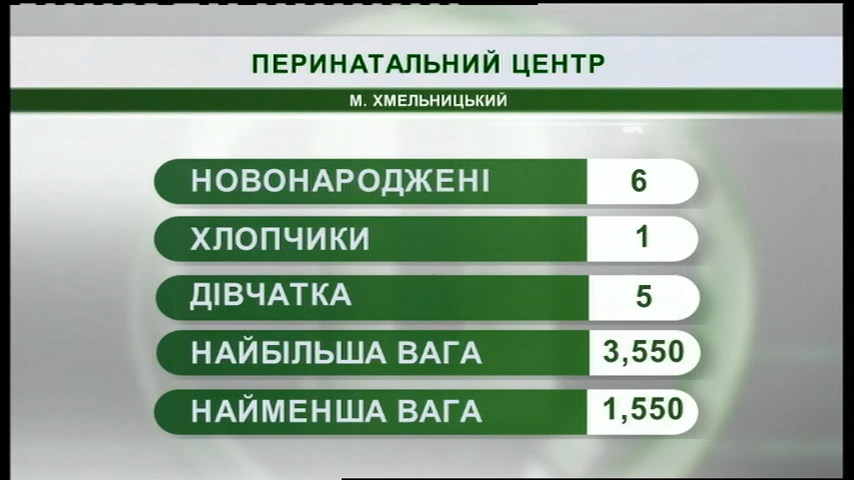 ПЕРИНАТАЛЬНИЙ ЦЕНТР
М. ХМЕЛЬНИЦЬКИЙ
НОВОНАРОДЖЕНІ 6
ХЛОПЧИКИ 1
ДІВЧАТКА 5
НАЙБІЛЬША ВАГА 3,550
НАЙМЕНША ВАГА 1,550